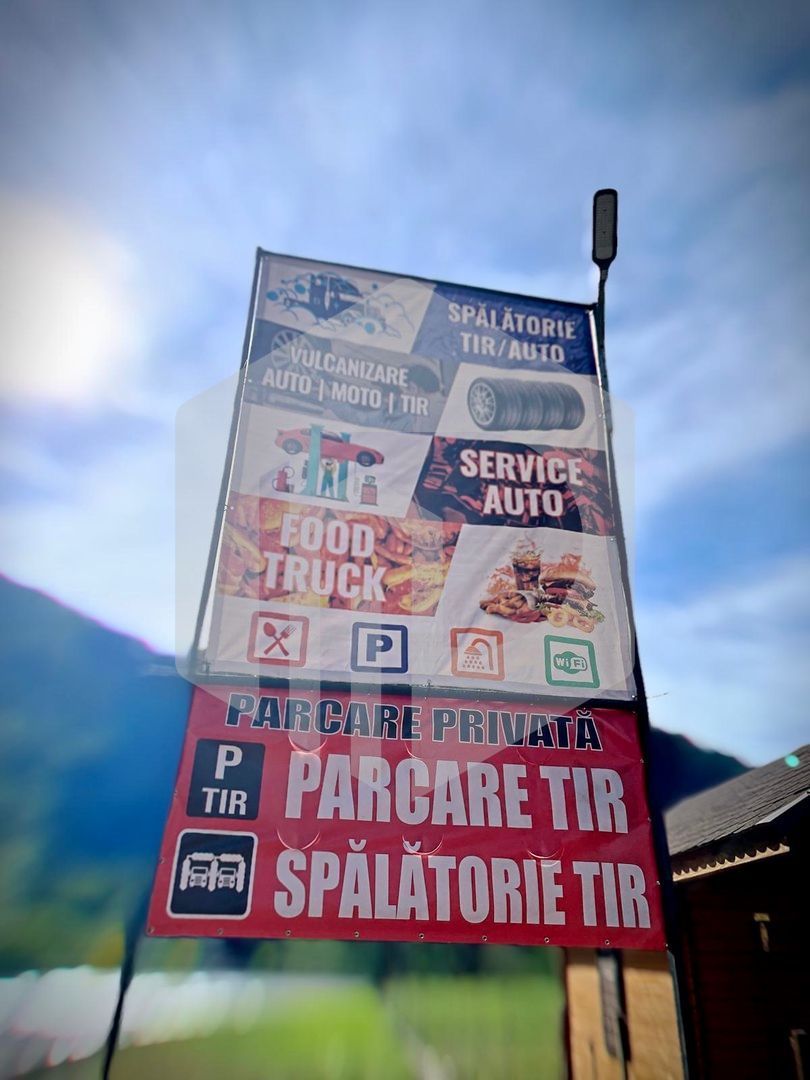 SPĂLĂTORIE
TIR/AUTO
VULCANIZARE
AUTO | MOTO | TIR
SERVICE
AUTO
FOOD
TRUCK
P
WiFi
PARCARE PRIVATĂ
P
TIR
PARCARE TIR
SPĂLĂTORIE TIR